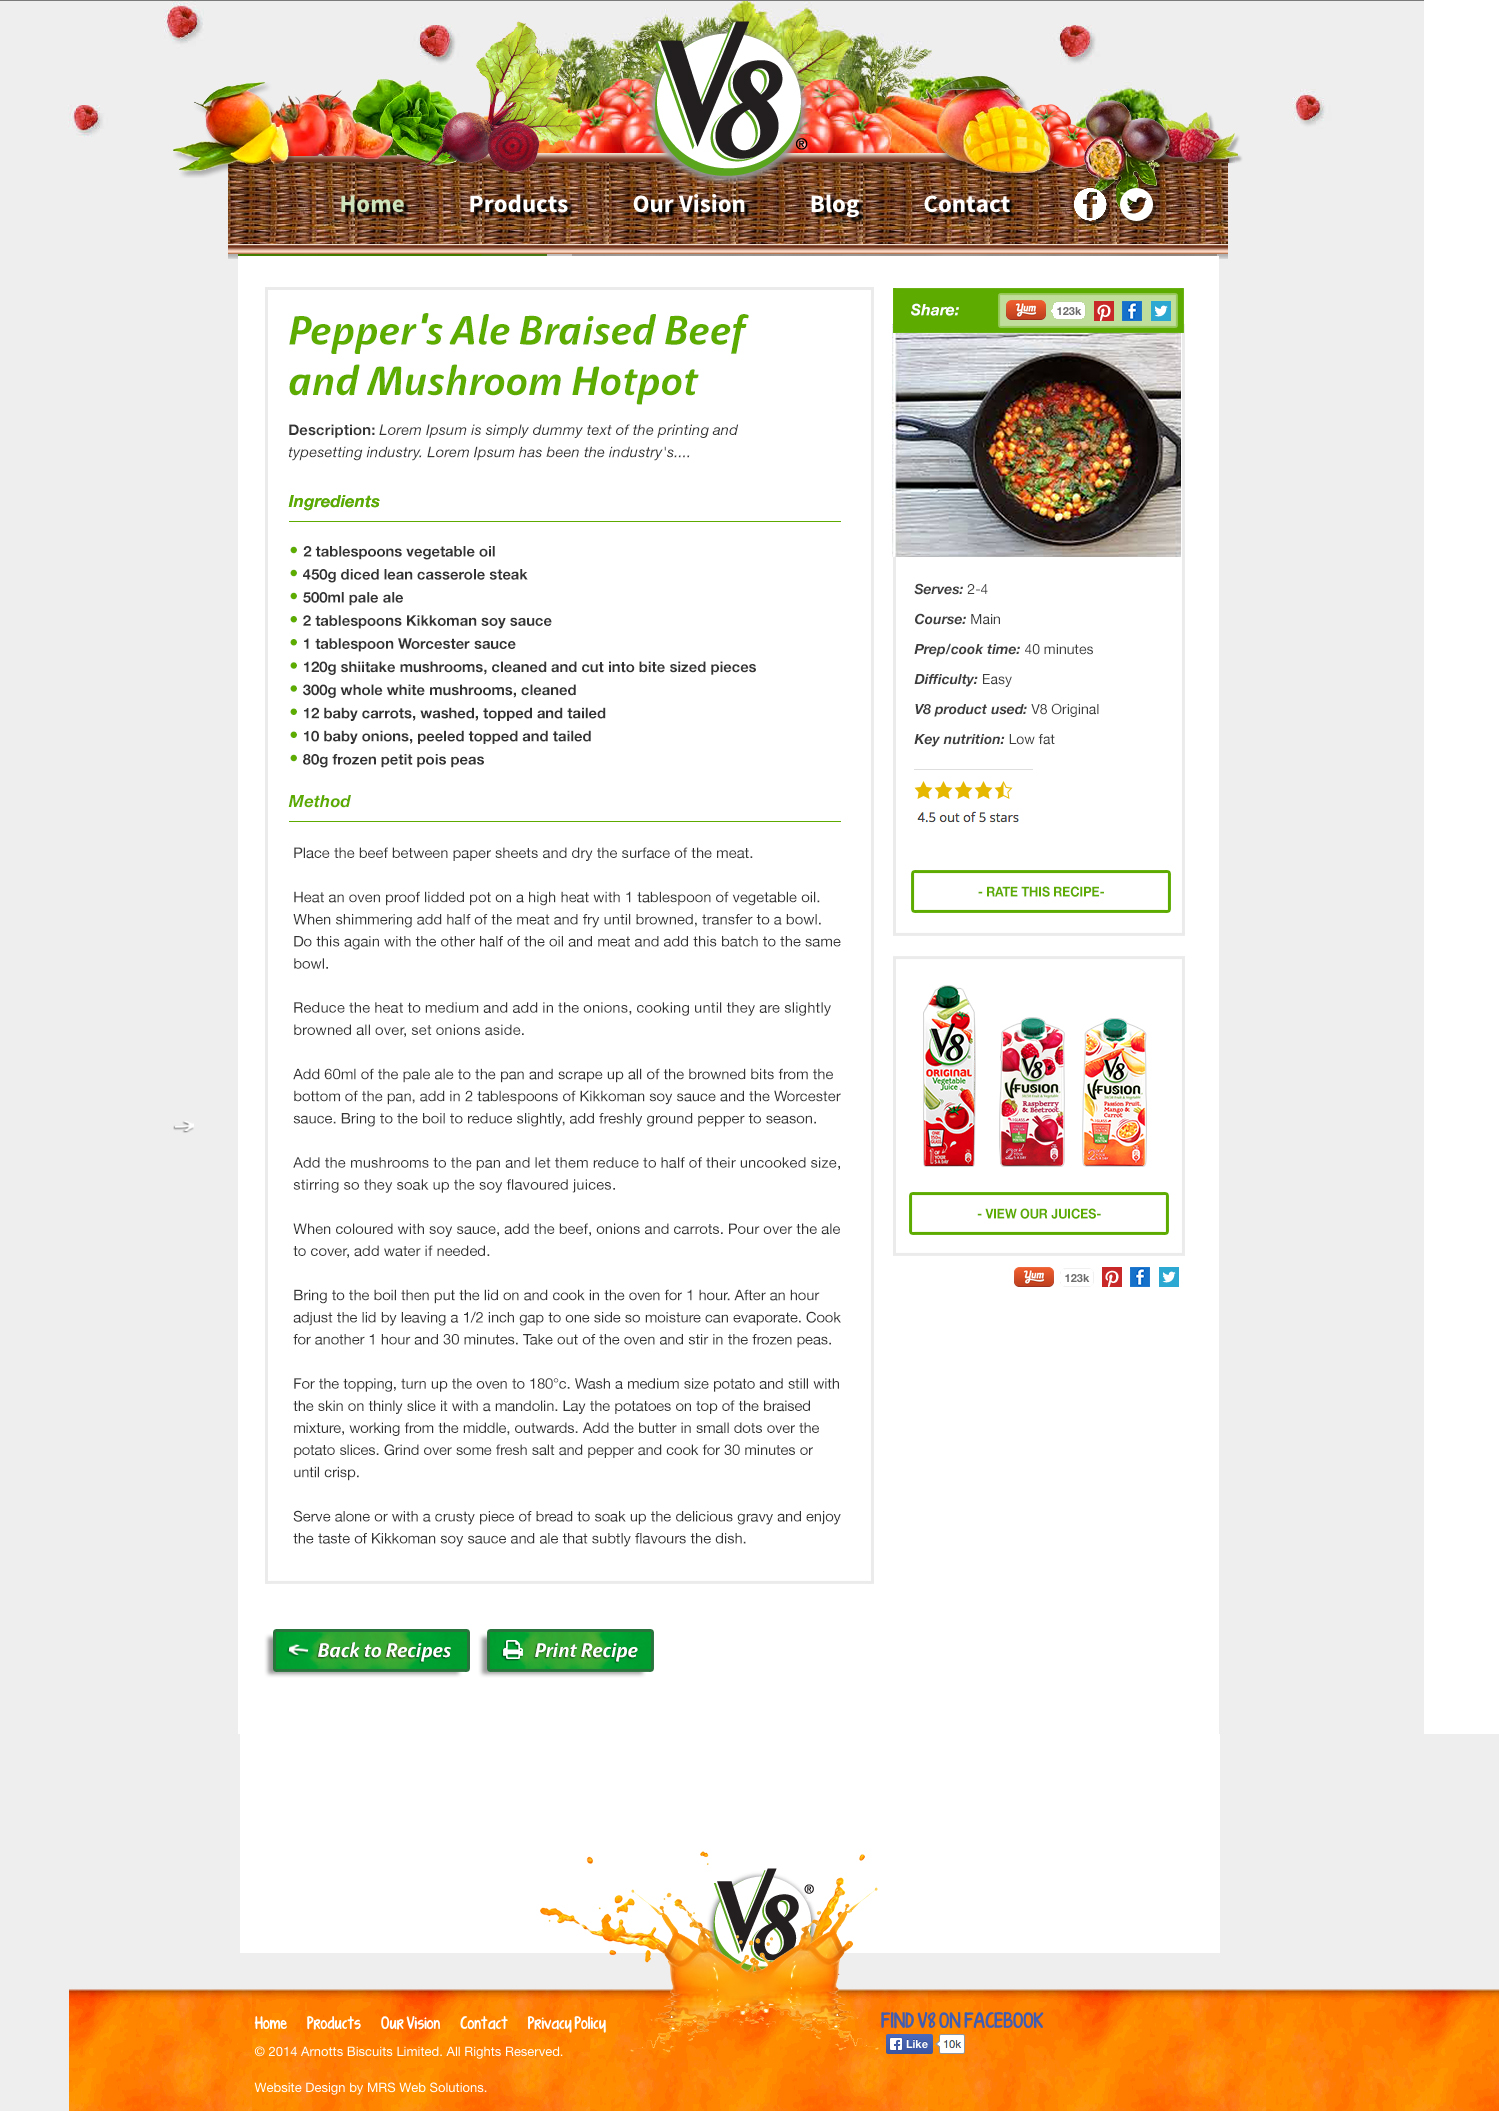 V8
®
Home Products Our Vision Blog Contact
Pepper's Ale Braised Beef
and Mushroom Hotpot
Description: Lorem Ipsum is simply dummy text of the printing and
typesetting industry. Lorem Ipsum has been the industry's....
Ingredients
• 2 tablespoons vegetable oil
• 450g diced lean casserole steak
• 500ml pale ale
• 2 tablespoons Kikkoman soy sauce
• 1 tablespoon Worcester sauce
• 120g shiitake mushrooms, cleaned and cut into bite sized pieces
• 300g whole white mushrooms, cleaned
• 12 baby carrots, washed, topped and tailed
• 10 baby onions, peeled topped and tailed
• 80g frozen petit pois peas
Method
Place the beef between paper sheets and dry the surface of the meat.
Heat an oven proof lidded pot on a high heat with 1 tablespoon of vegetable oil.
When shimmering add half of the meat and fry until browned, transfer to a bowl.
Do this again with the other half of the oil and meat and add this batch to the same
bowl.
Reduce the heat to medium and add in the onions, cooking until they are slightly
browned all over, set onions aside.
Add 60ml of the pale ale to the pan and scrape up all of the browned bits from the
bottom of the pan, add in 2 tablespoons of Kikkoman soy sauce and the Worcester
sauce. Bring to the boil to reduce slightly, add freshly ground pepper to season.
Add the mushrooms to the pan and let them reduce to half of their uncooked size,
stirring so they soak up the soy flavoured juices.
When coloured with soy sauce, add the beef, onions and carrots. Pour over the ale
to cover, add water if needed.
Bring to the boil then put the lid on and cook in the oven for 1 hour. After an hour
adjust the lid by leaving a 1/2 inch gap to one side so moisture can evaporate. Cook
for another 1 hour and 30 minutes. Take out of the oven and stir in the frozen peas.
For the topping, turn up the oven to 180°c. Wash a medium size potato and still with
the skin on thinly slice it with a mandolin. Lay the potatoes on top of the braised
mixture, working from the middle, outwards. Add the butter in small dots over the
potato slices. Grind over some fresh salt and pepper and cook for 30 minutes or
until crisp.
Serve alone or with a crusty piece of bread to soak up the delicious gravy and enjoy
the taste of Kikkoman soy sauce and ale that subtly flavours the dish.
Back to Recipes
Print Recipe
Share: Yum 123k
Serves: 2-4
Course: Main
Prep/cook time: 40 minutes
Difficulty: Easy
V8 product used: V8 Original
Key nutrition: Low fat
4.5 out of 5 stars
- RATE THIS RECIPE-
V8
ORIGINAL
Vegetable
Juice
V8
V-FUSION
Raspberry
& Beetroot
V8
V-FUSION
Passion Fruit,
Mango &
Carrot
- VIEW OUR JUICES-
Yum 123k
V8
®
Home Products Our Vision Contact Privacy Policy
© 2014 Arnotts Biscuits Limited. All Rights Reserved.
Website Design by MRS Web Solutions.
FIND V8 ON FACEBOOK
Like 10k